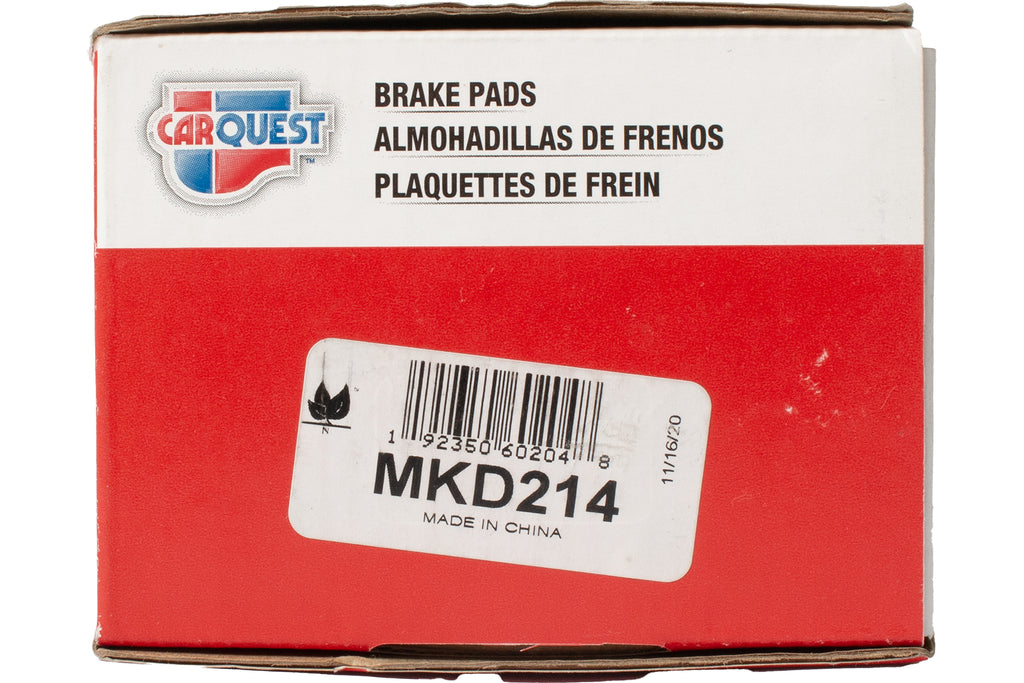 CARQUEST™
BRAKE PADS
ALMOHADILLAS DE FRENOS
PLAQUETTES DE FREIN
N
1 92350 60204 8
MKD214
MADE IN CHINA
11/16/20